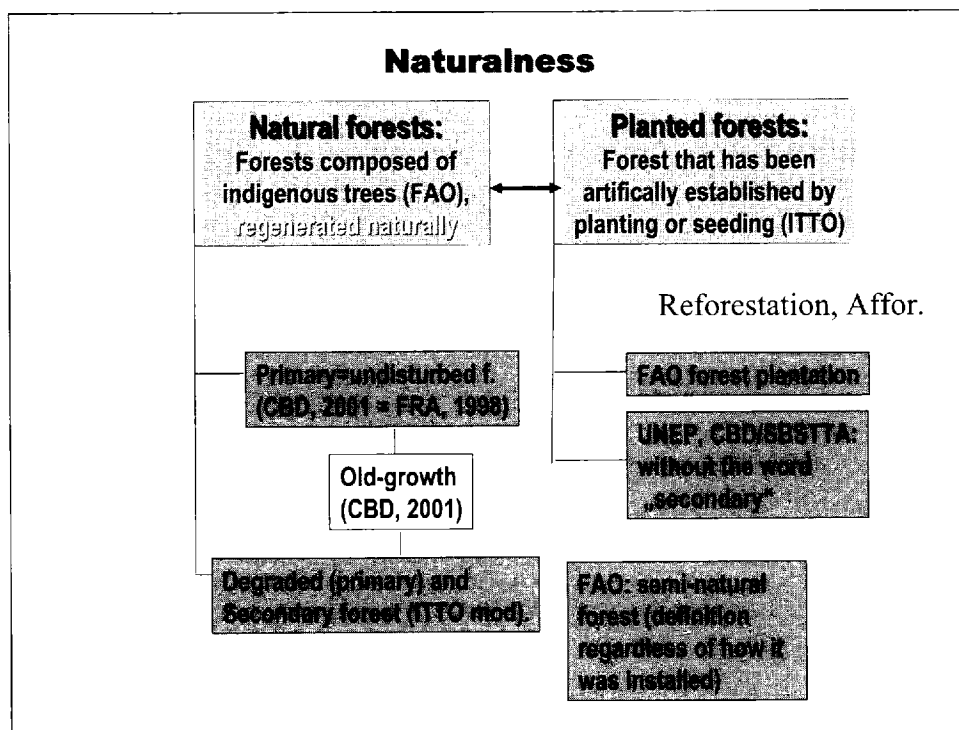 Naturalness
Natural forests:
Forests composed of
indigenous trees (FAO),
regenerated naturally
Planted forests:
Forest that has been
artifically established by
planting or seeding (ITTO)
Reforestation, Affor.
Primary=undisturbed f.
(CBD, 2001 = FRA, 1998)
Old-growth
(CBD, 2001)
Degraded (primary) and
Secondary forest (ITTO mod).
FAO forest plantation
UNEP, CBD/SBSTTA:
without the word
„secondary“
FAO: semi-natural
forest (definition
regardless of how it
was installed)